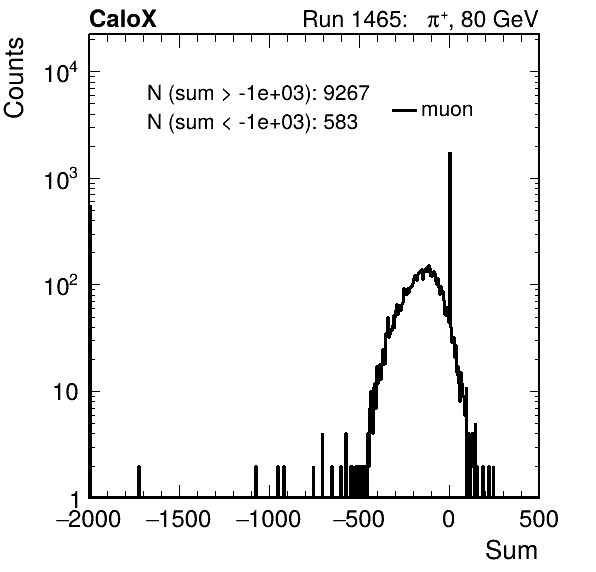 CaloX Run 1465: π⁺, 80 GeV
Counts
N (sum > -1e+03): 9267
N (sum < -1e+03): 583
muon
10⁴
10³
10²
10
1
−2000 −1500 −1000 −500 0 500
Sum